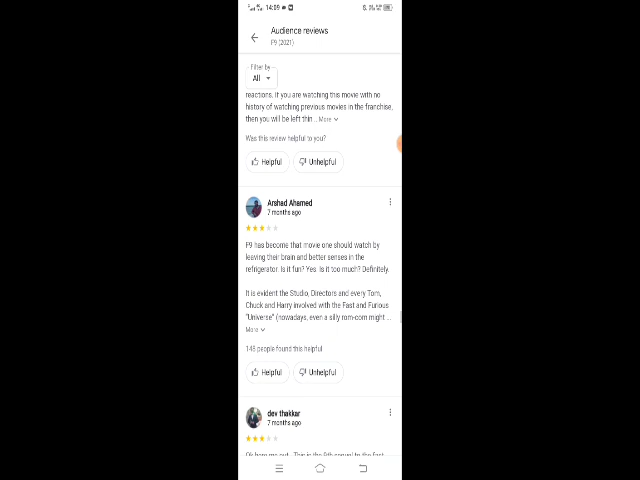 14:09
Audience reviews
F9 (2021)
Filter by
All
reactions. If you are watching this movie with no
history of watching previous movies in the franchise,
then you will be left thin... More
Was this review helpful to you?
Helpful Unhelpful
Arshad Ahamed
7 months ago
F9 has become that movie one should watch by
leaving their brain and better senses in the
refrigerator. Is it fun? Yes. Is it too much? Definitely.
It is evident the Studio, Directors and every Tom,
Chuck and Harry involved with the Fast and Furious
"Universe" (nowadays, even a silly rom-com might ...
More
148 people found this helpful
Helpful Unhelpful
dev thakkar
7 months ago